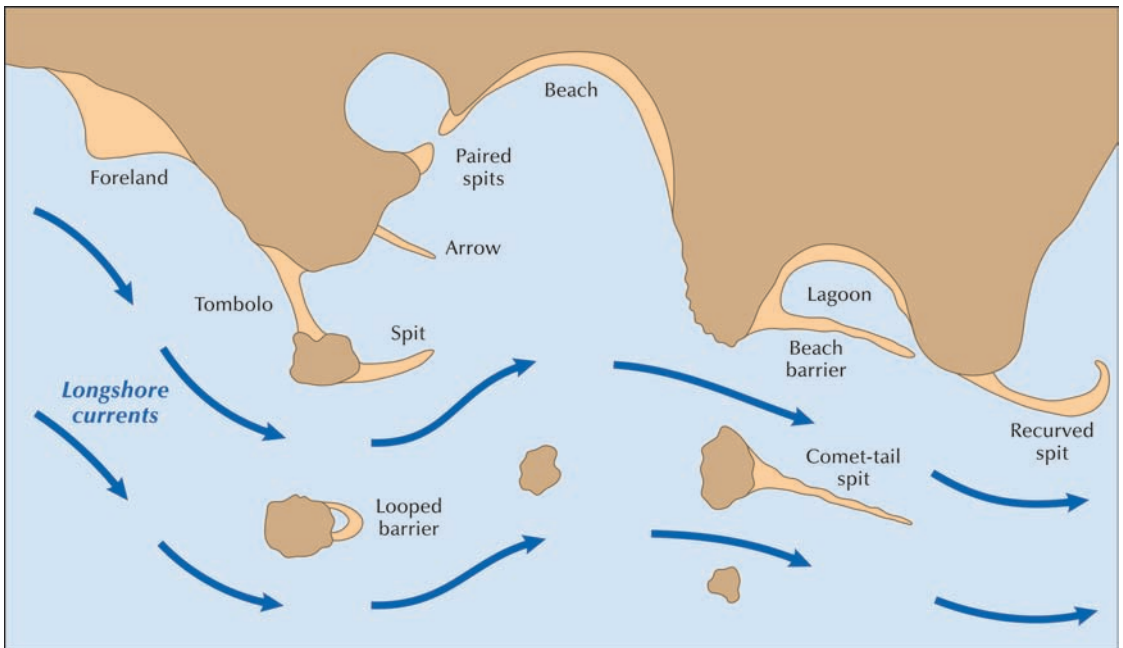 Beach
Foreland
Paired
spits
Arrow
Tombolo
Spit
Lagoon
Beach
barrier
Longshore
currents
Recurved
spit
Comet-tail
spit
Looped
barrier